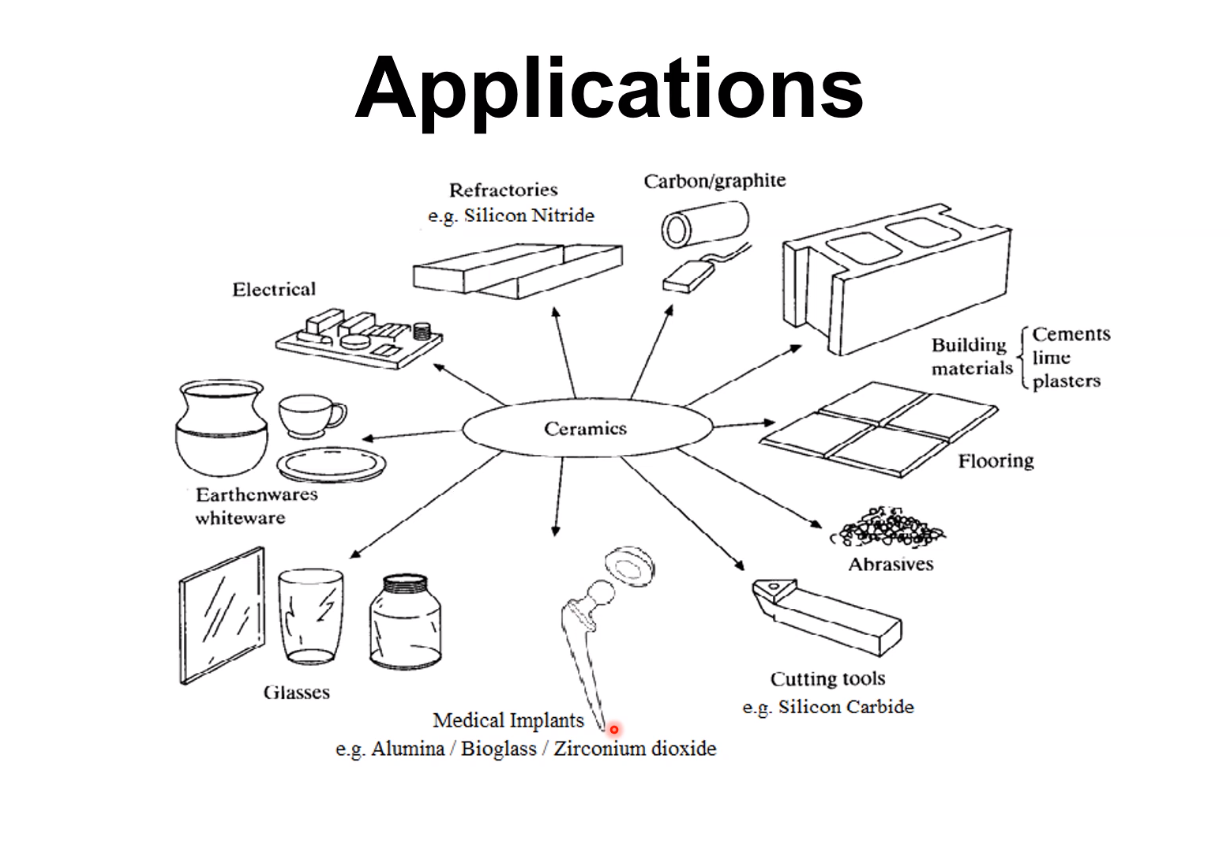 Applications
Carbon/graphite
Refractories
e.g. Silicon Nitride
Electrical
Building
materials
Cements
lime
plasters
Ceramics
Flooring
Earthenwares
whiteware
Abrasives
Glasses
Cutting tools
e.g. Silicon Carbide
Medical Implants
e.g. Alumina / Bioglass / Zirconium dioxide